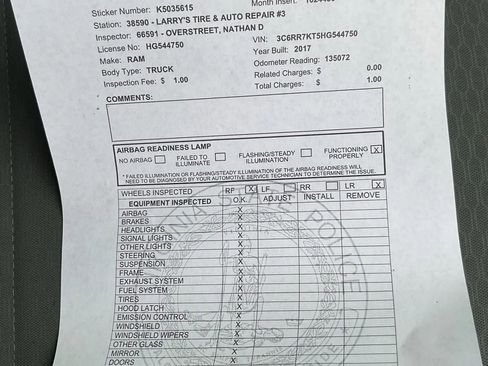 Sticker Number: K5035615
Month Insert:
Station: 38590 - LARRY'S TIRE & AUTO REPAIR #3
Inspector: 66591 - OVERSTREET, NATHAN D
License No: HG544750
VIN: 3C6RR7KT5HG544750
Make: RAM
Year Built: 2017
Body Type: TRUCK
Odometer Reading: 135072
Inspection Fee: $ 1.00
Related Charges: $ 0.00
Total Charges: $ 1.00
COMMENTS:
AIRBAG READINESS LAMP
NO AIRBAG FAILED TO ILLUMINATE FLASHING/STEADY ILLUMINATION FUNCTIONING PROPERLY X
* FAILED ILLUMINATION OR FLASHING/STEADY ILLUMINATION OF THE AIRBAG READINESS WILL
NEED TO BE DIAGNOSED BY YOUR AUTOMOTIVE SERVICE TECHNICIAN TO DETERMINE THE ISSUE.
WHEELS INSPECTED RF X LF RR LR X
EQUIPMENT INSPECTED O.K. ADJUST INSTALL REMOVE
AIRBAG X
BRAKES X
HEADLIGHTS X
SIGNAL LIGHTS X
OTHER LIGHTS X
STEERING X
SUSPENSION X
FRAME X
EXHAUST SYSTEM X
FUEL SYSTEM X
TIRES X
HOOD LATCH X
EMISSION CONTROL X
WINDSHIELD X
WINDSHIELD WIPERS X
OTHER GLASS X
MIRROR X
DOORS X